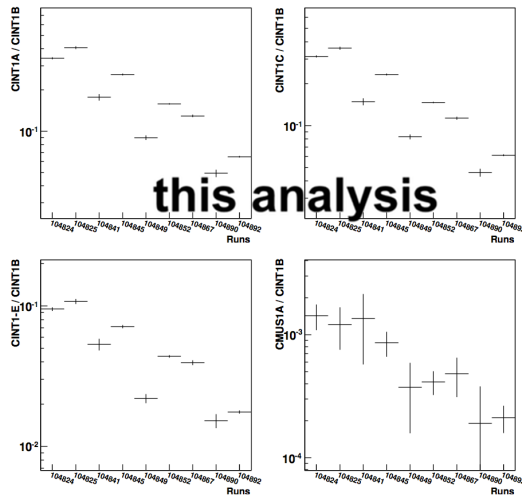 CINT1A / CINT1B
10-1
104824 104825 104841 104845 104849 104852 104867 104890 104892
Runs
CINT1C / CINT1B
10-1
104824 104825 104841 104845 104849 104852 104867 104890 104892
Runs
this analysis
CINT1-E / CINT1B
10-1
10-2
104824 104825 104841 104845 104849 104852 104867 104890 104892
Runs
CMUS1A / CINT1B
10-3
10-4
104824 104825 104841 104845 104849 104852 104867 104890 104892
Runs